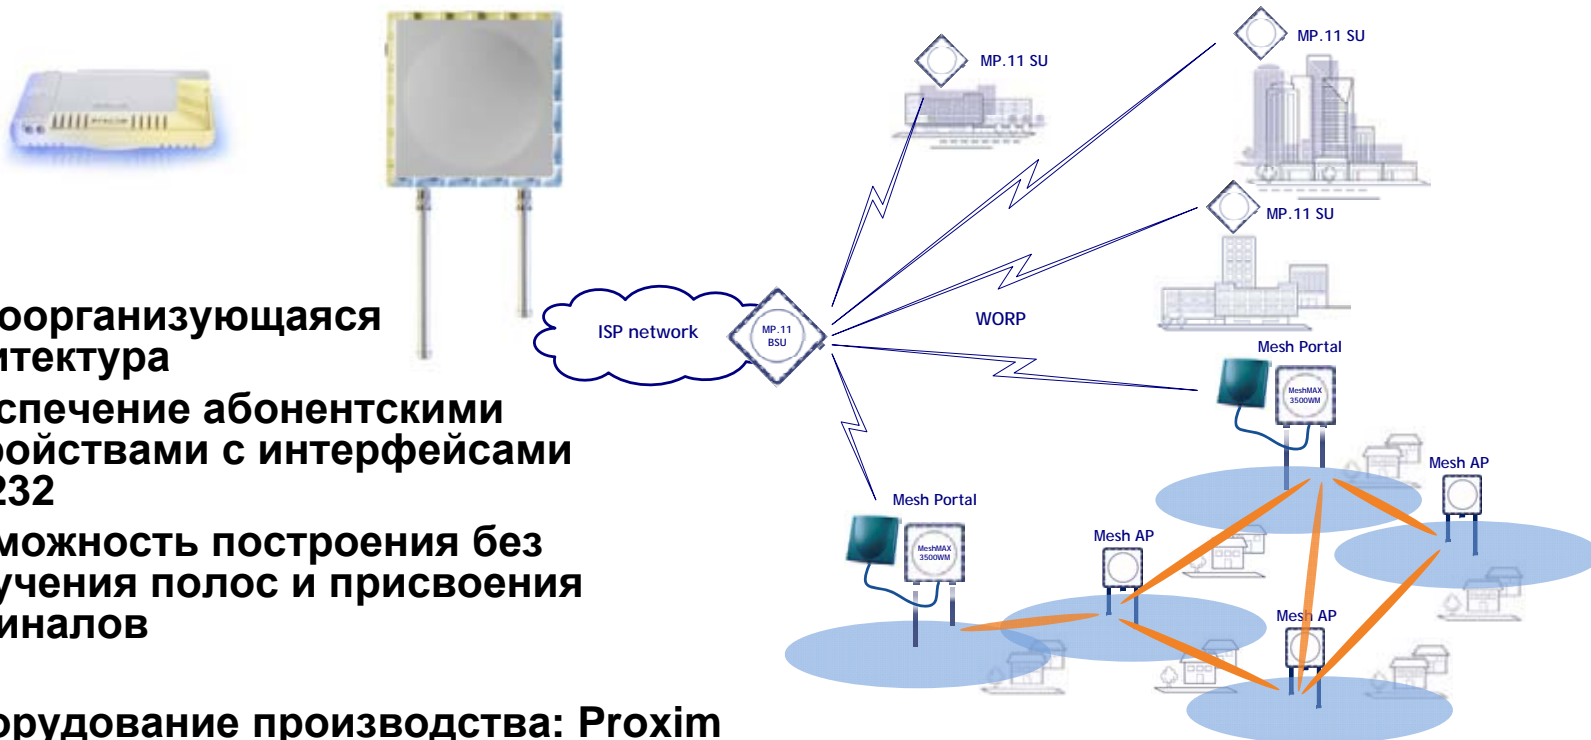 оорганизующаяся
итектура
спечение абонентскими
ройствами с интерфейсами
232
можность построения без
учения полос и присвоения
иналов
орудование производства: Proxim
MP.11 SU
MP.11 SU
MP.11 SU
ISP network
MP.11
BSU
WORP
Mesh Portal
MeshMAX
3500WM
Mesh AP
Mesh Portal
MeshMAX
3500WM
Mesh AP
Mesh AP